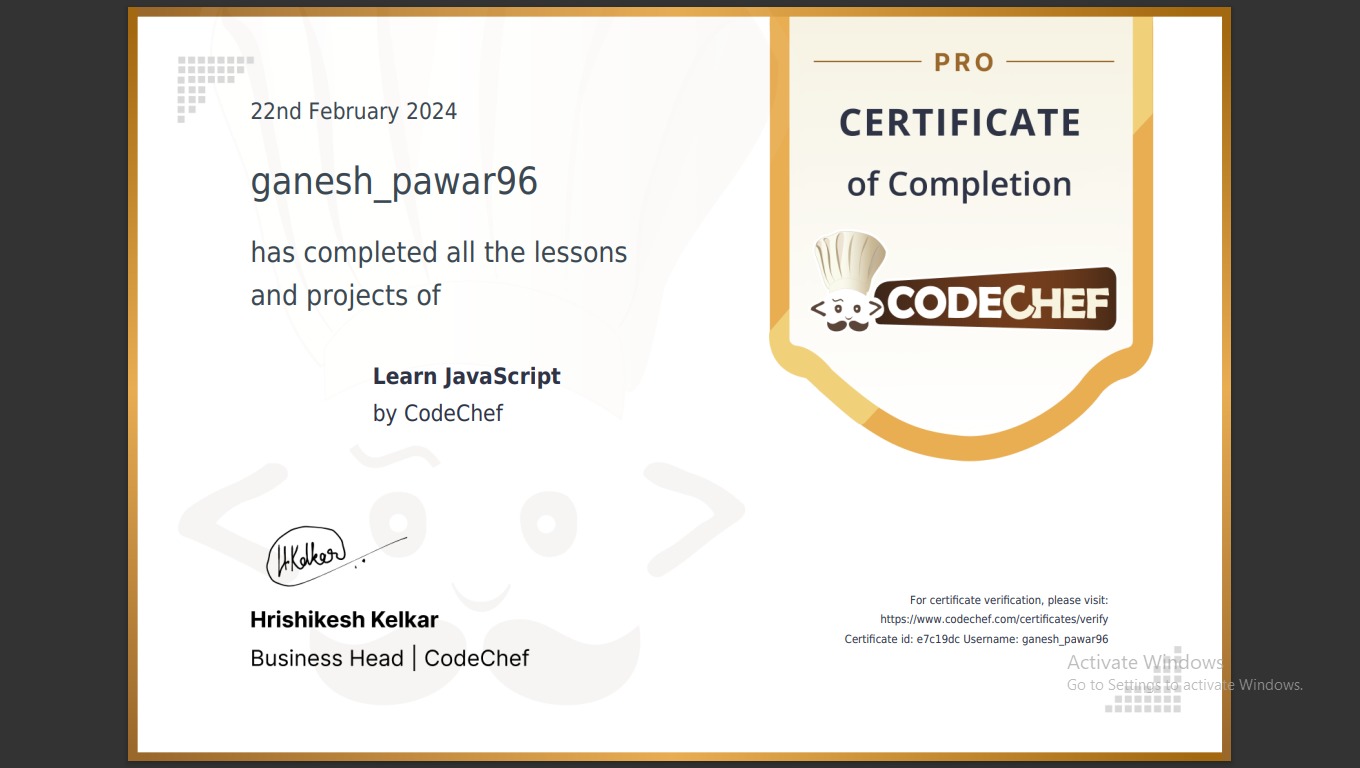 22nd February 2024
ganesh_pawar96
has completed all the lessons
and projects of
Learn JavaScript
by CodeChef
PRO
CERTIFICATE
of Completion
CODECHEF
HKelkar
Hrishikesh Kelkar
Business Head | CodeChef
For certificate verification, please visit:
https://www.codechef.com/certificates/verify
Certificate id: e7c19dc Username: ganesh_pawar96
Activate Windows
Go to Settings to activate Windows.